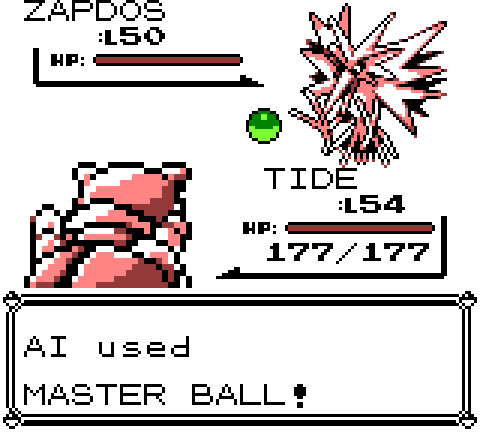 ZAPDOS
:L50
HP:
TIDE
:L54
HP:
177/177
AI used
MASTER BALL!